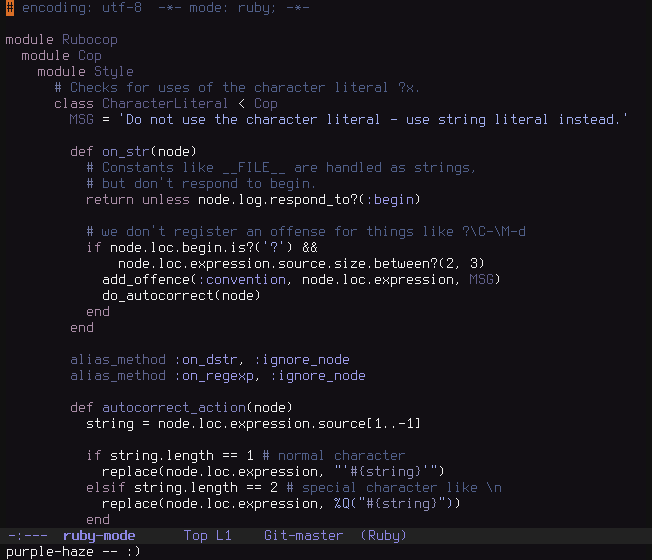 # encoding: utf-8  -*- mode: ruby; -*-

module Rubocop
  module Cop
    module Style
      # Checks for uses of the character literal ?x.
      class CharacterLiteral < Cop
        MSG = 'Do not use the character literal - use string literal instead.'

        def on_str(node)
          # Constants like __FILE__ are handled as strings,
          # but don't respond to begin.
          return unless node.log.respond_to?(:begin)

          # we don't register an offense for things like ?\C-\M-d
          if node.loc.begin.is?('?') &&
              node.loc.expression.source.size.between?(2, 3)
            add_offence(:convention, node.loc.expression, MSG)
            do_autocorrect(node)
          end
        end

        alias_method :on_dstr, :ignore_node
        alias_method :on_regexp, :ignore_node

        def autocorrect_action(node)
          string = node.loc.expression.source[1..-1]

          if string.length == 1 # normal character
            replace(node.loc.expression, "'#{string}'")
          elsif string.length == 2 # special character like \n
            replace(node.loc.expression, %Q("#{string}"))
          end
-:---  ruby-mode      Top L1    Git-master  (Ruby)
purple-haze -- :)